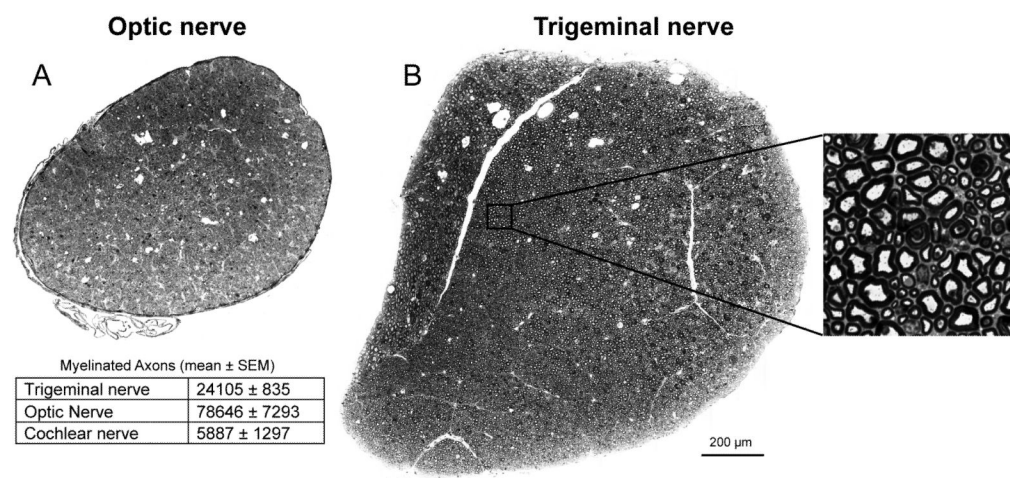 Optic nerve
Trigeminal nerve
A
B
Myelinated Axons (mean ± SEM)
Trigeminal nerve 24105 ± 835
Optic Nerve 78646 ± 7293
Cochlear nerve 5887 ± 1297
200 µm